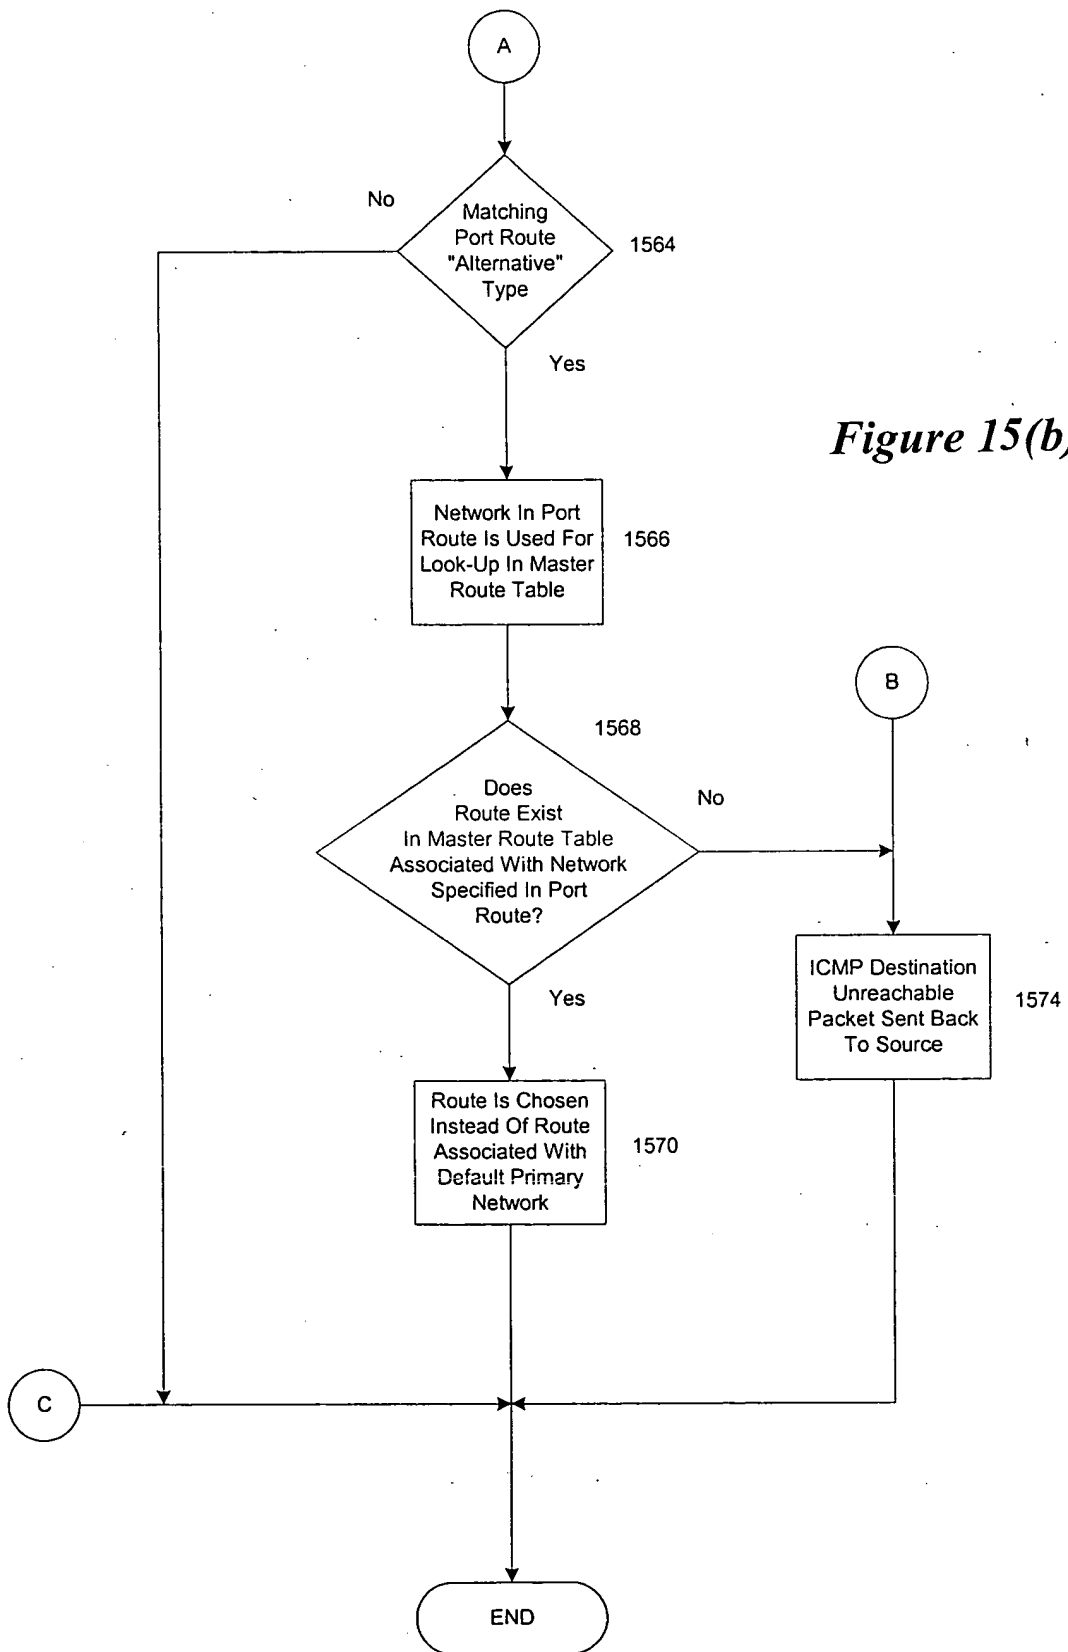 A
No
Matching
Port Route
"Alternative"
Type
1564
Yes
Figure 15(b)
Network In Port
Route Is Used For
Look-Up In Master
Route Table
1566
B
1568
Does
Route Exist
In Master Route Table
Associated With Network
Specified In Port
Route?
No
ICMP Destination
Unreachable
Packet Sent Back
To Source
1574
Yes
Route Is Chosen
Instead Of Route
Associated With
Default Primary
Network
1570
C
END